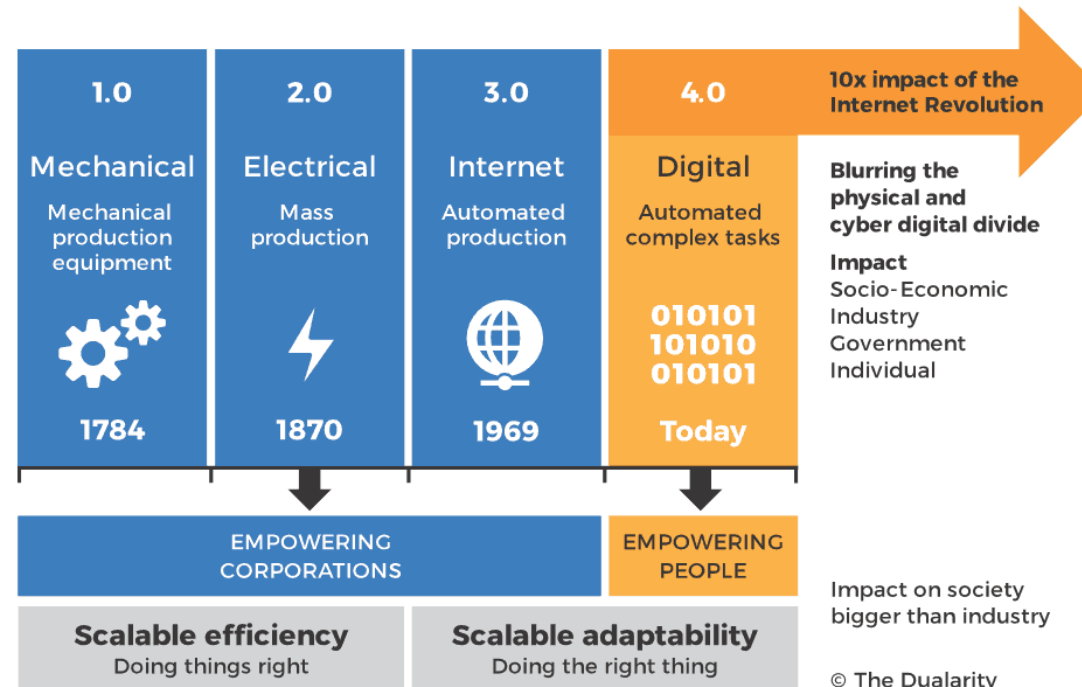 1.0
Mechanical
Mechanical
production
equipment
1784
2.0
Electrical
Mass
production
1870
3.0
Internet
Automated
production
1969
4.0
Digital
Automated
complex tasks
010101
101010
010101
Today
10x impact of the
Internet Revolution
Blurring the
physical and
cyber digital divide
Impact
Socio-Economic
Industry
Government
Individual
EMPOWERING
CORPORATIONS
EMPOWERING
PEOPLE
Impact on society
bigger than industry
Scalable efficiency
Doing things right
Scalable adaptability
Doing the right thing
© The Dualarity